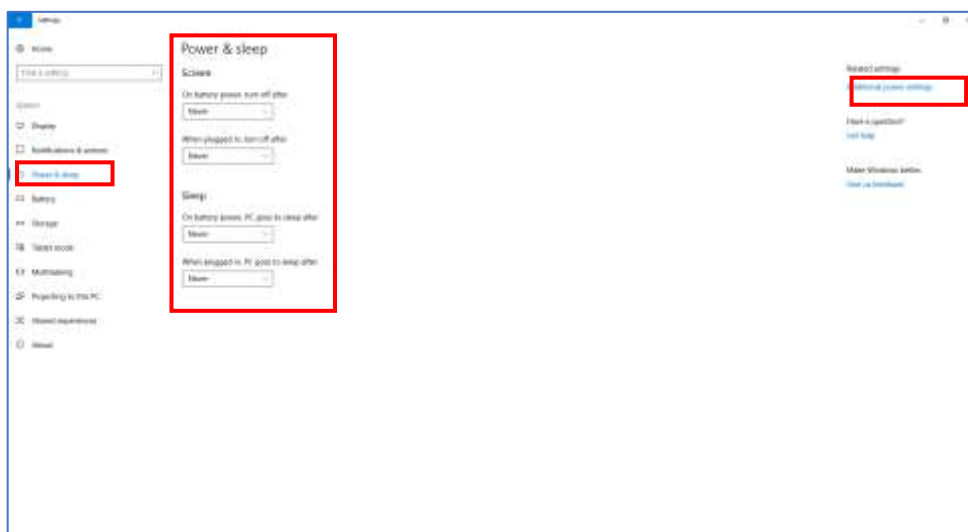 Settings
Home
Find a setting
System
Display
Notifications & actions
Power & sleep
Battery
Storage
Tablet mode
Multitasking
Projecting to this PC
Shared experiences
About
Power & sleep
Screen
On battery power, turn off after
Never
When plugged in, turn off after
Never
Sleep
On battery power, PC goes to sleep after
Never
When plugged in, PC goes to sleep after
Never
Related settings
Additional power settings
Have a question?
Get help
Make Windows better.
Give us feedback